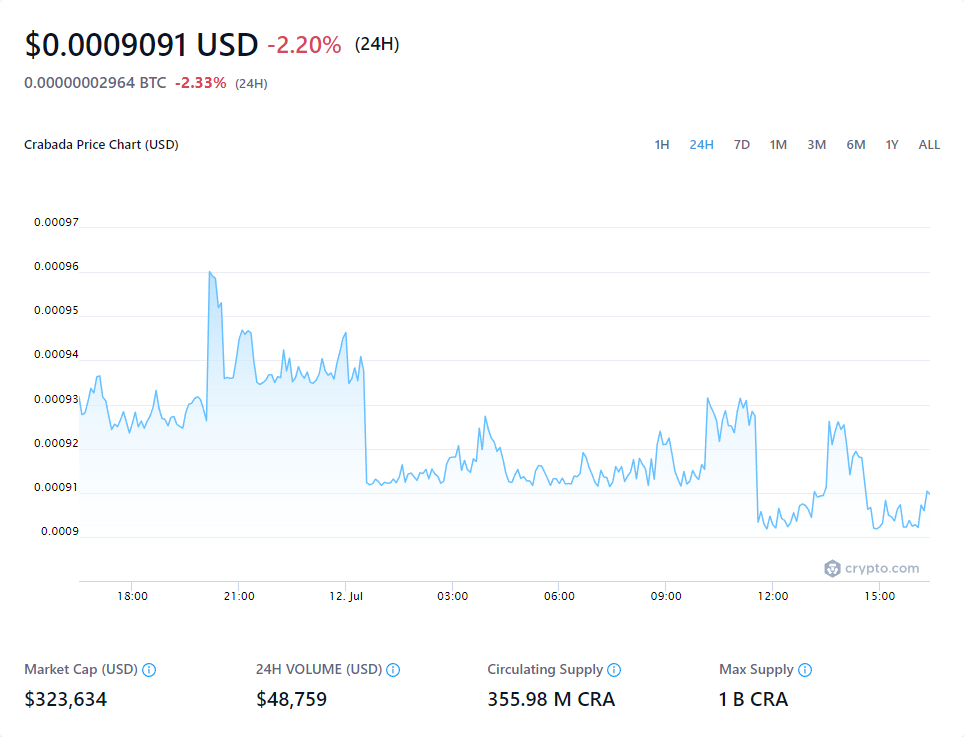 $0.0009091 USD -2.20% (24H)
0.00000002964 BTC -2.33% (24H)
Crabada Price Chart (USD) 1H 24H 7D 1M 3M 6M 1Y ALL
0.00097
0.00096
0.00095
0.00094
0.00093
0.00092
0.00091
0.0009
crypto.com
18:00 21:00 12. Jul 03:00 06:00 09:00 12:00 15:00
Market Cap (USD) 24H VOLUME (USD) Circulating Supply Max Supply
$323,634 $48,759 355.98 M CRA 1 B CRA